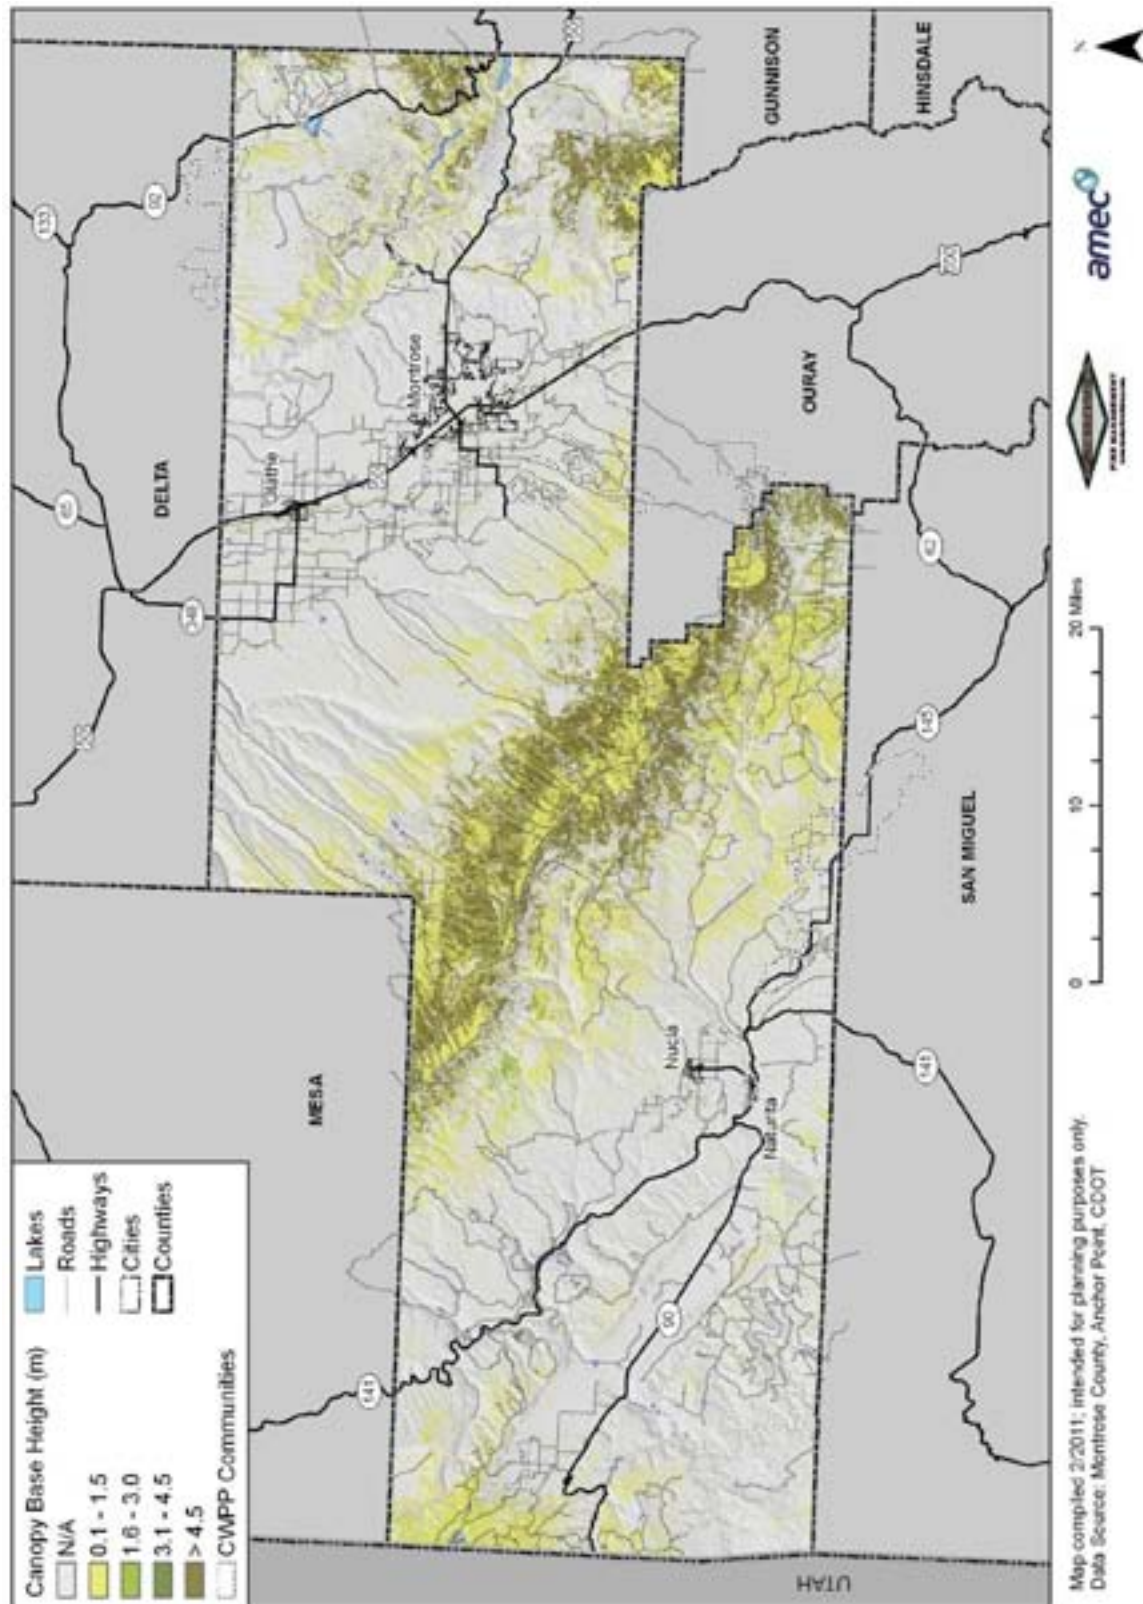 Canopy Base Height (m)
N/A
0.1 - 1.5
1.6 - 3.0
3.1 - 4.5
> 4.5
CWPP Communities
Lakes
Roads
Highways
Cities
Counties
UTAH
MESA
DELTA
GUNNISON
HINSDALE
OURAY
SAN MIGUEL
Olathe
Montrose
Nucla
Naturita
141
90
141
145
62
348
65
133
92
0 10 20 Miles
Map compiled 2/2011; intended for planning purposes only.
Data Source: Montrose County, Anchor Point, CDOT
amec
N